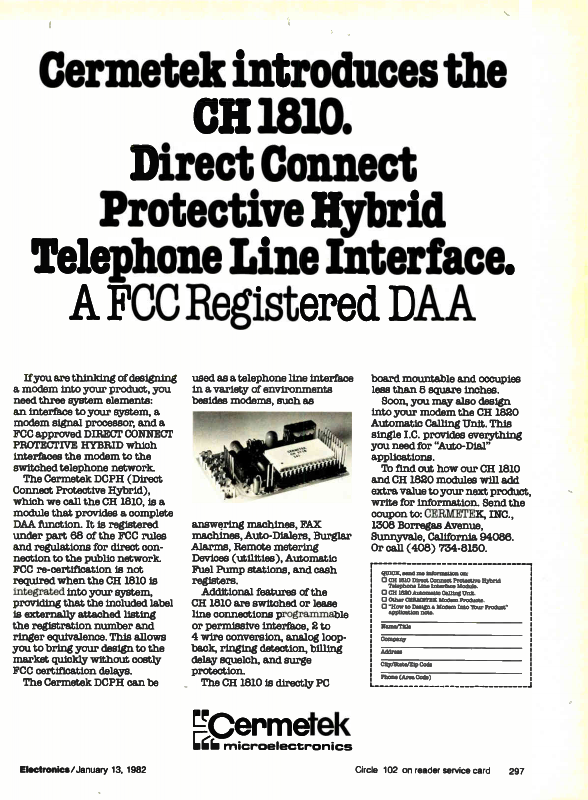 Cermetek introduces the
CH 1810.
Direct Connect
Protective Hybrid
Telephone Line Interface.
A FCC Registered DAA
If you are thinking of designing
a modem into your product, you
need three system elements:
an interface to your system, a
modem signal processor, and a
FCC approved DIRECT CONNECT
PROTECTIVE HYBRID which
interfaces the modem to the
switched telephone network.
The Cermetek DCPH (Direct
Connect Protective Hybrid),
which we call the CH 1810, is a
module that provides a complete
DAA function. It is registered
under part 68 of the FCC rules
and regulations for direct con-
nection to the public network.
FCC re-certification is not
required when the CH 1810 is
integrated into your system,
providing that the included label
is externally attached listing
the registration number and
ringer equivalence. This allows
you to bring your design to the
market quickly without costly
FCC certification delays.
The Cermetek DCPH can be
used as a telephone line interface
in a variety of environments
besides modems, such as
answering machines, FAX
machines, Auto-Dialers, Burglar
Alarms, Remote metering
Devices (utilities), Automatic
Fuel Pump stations, and cash
registers.
Additional features of the
CH 1810 are switched or lease
line connections programmable
or permissive interface, 2 to
4 wire conversion, analog loop-
back, ringing detection, billing
delay squelch, and surge
protection.
The CH 1810 is directly PC
board mountable and occupies
less than 5 square inches.
Soon, you may also design
into your modem the CH 1820
Automatic Calling Unit. This
single I.C. provides everything
you need for "Auto-Dial"
applications.
To find out how our CH 1810
and CH 1820 modules will add
extra value to your next product,
write for information. Send the
coupon to: CERMETEK, INC.,
1308 Borregas Avenue,
Sunnyvale, California 94086.
Or call (408) 734-8150.
QUICK, send me information on:
☐ CH 1810 Direct Connect Protective Hybrid
Telephone Line Interface Module.
☐ CH 1820 Automatic Calling Unit.
☐ Other CERMETEK Modem Products.
☐ "How to Design a Modem Into Your Product"
application note.
Name/Title
Company
Address
City/State/Zip Code
Phone (Area Code)
Cermetek
microelectronics
Electronics/January 13, 1982
Circle 102 on reader service card 297